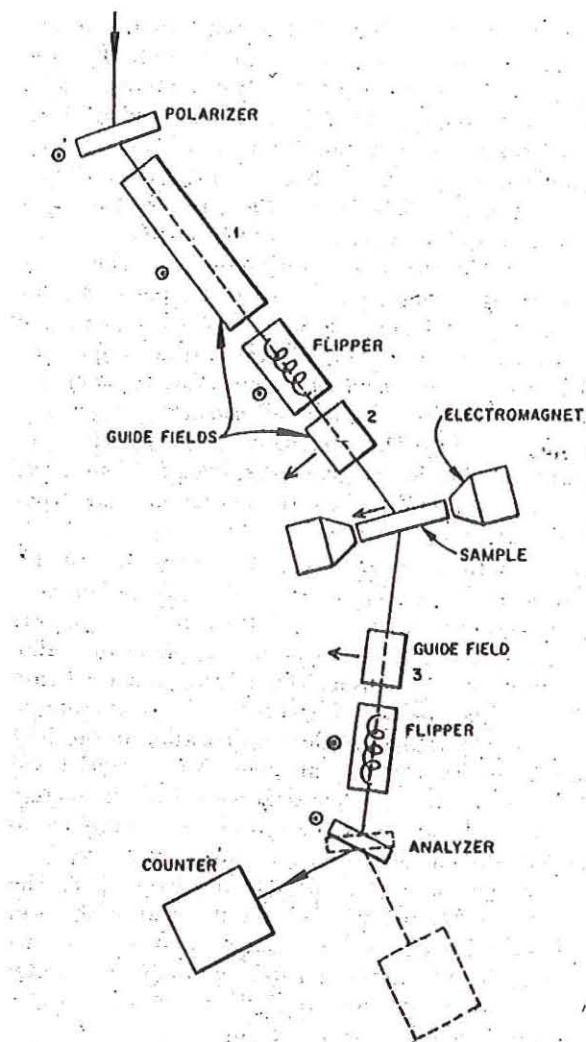 POLARIZER
1
FLIPPER
2
GUIDE FIELDS
ELECTROMAGNET
SAMPLE
GUIDE FIELD
3
FLIPPER
ANALYZER
COUNTER